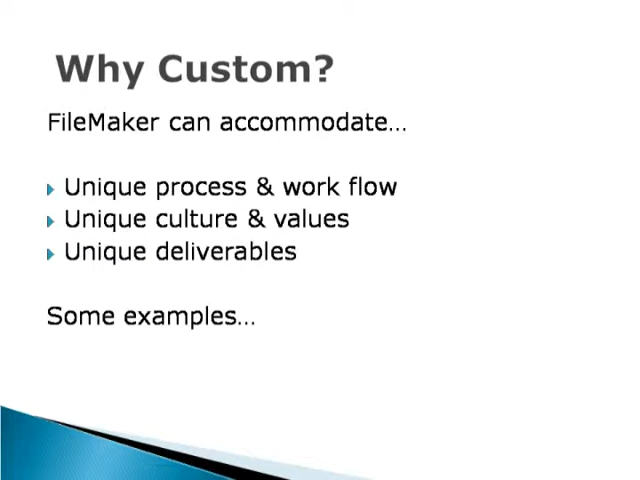 Why Custom?
FileMaker can accommodate…
Unique process & work flow
Unique culture & values
Unique deliverables
Some examples…